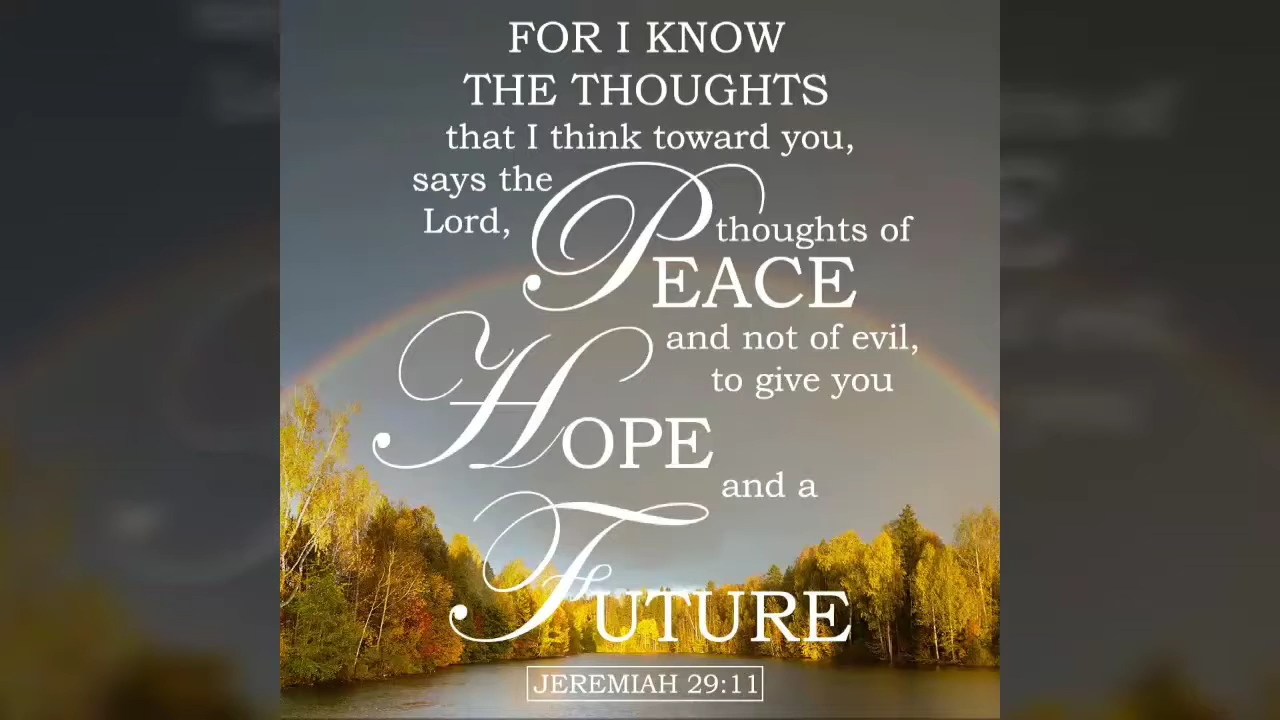 FOR I KNOW
THE THOUGHTS
that I think toward you,
says the
Lord,
thoughts of
PEACE
and not of evil,
to give you
HOPE
and a
FUTURE
JEREMIAH 29:11